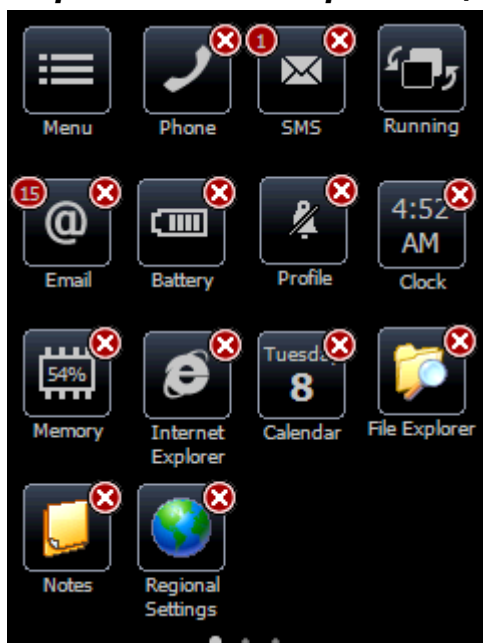 Menu
Phone
1
SMS
Running
15
@
Email
Battery
Profile
4:52
AM
Clock
54%
Memory
Internet
Explorer
8
Calendar
File Explorer
Notes
Regional
Settings